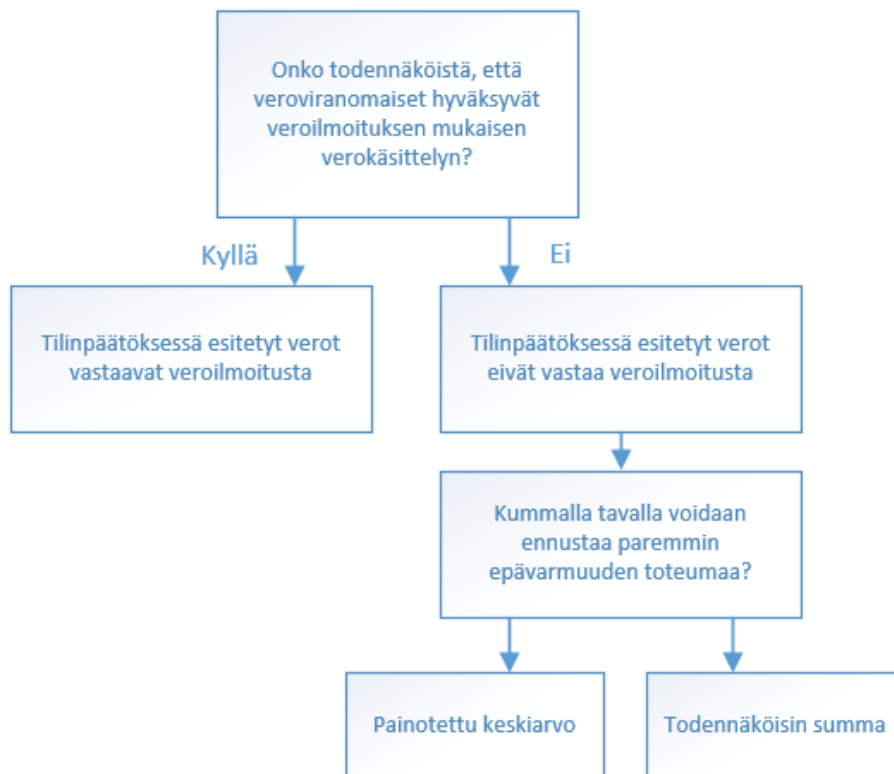 Onko todennäköistä, että
veroviranomaiset hyväksyvät
veroilmoituksen mukaisen
verokäsittelyn?
Kyllä
Ei
Tilinpäätöksessä esitetyt verot
vastaavat veroilmoitusta
Tilinpäätöksessä esitetyt verot
eivät vastaa veroilmoitusta
Kummalla tavalla voidaan
ennustaa paremmin
epävarmuuden toteumaa?
Painotettu keskiarvo
Todennäköisin summa